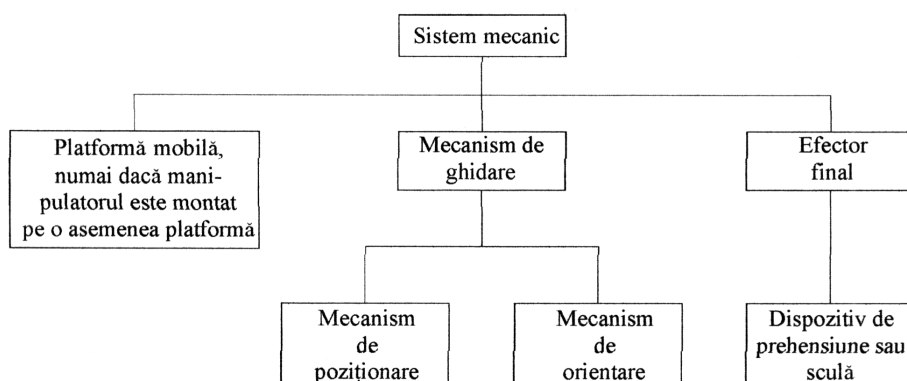 Sistem mecanic
Platformă mobilă,
numai dacă mani-
pulatorul este montat
pe o asemenea platformă
Mecanism de
ghidare
Efector
final
Mecanism
de
poziționare
Mecanism
de
orientare
Dispozitiv de
prehensiune sau
sculă